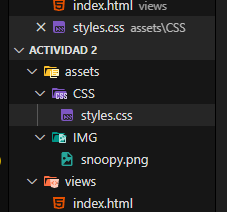 index.html views
styles.css assets\CSS
ACTIVIDAD 2
assets
CSS
styles.css
IMG
snoopy.png
views
index.html